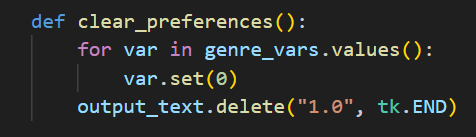 def clear_preferences():
    for var in genre_vars.values():
        var.set(0)
    output_text.delete("1.0", tk.END)